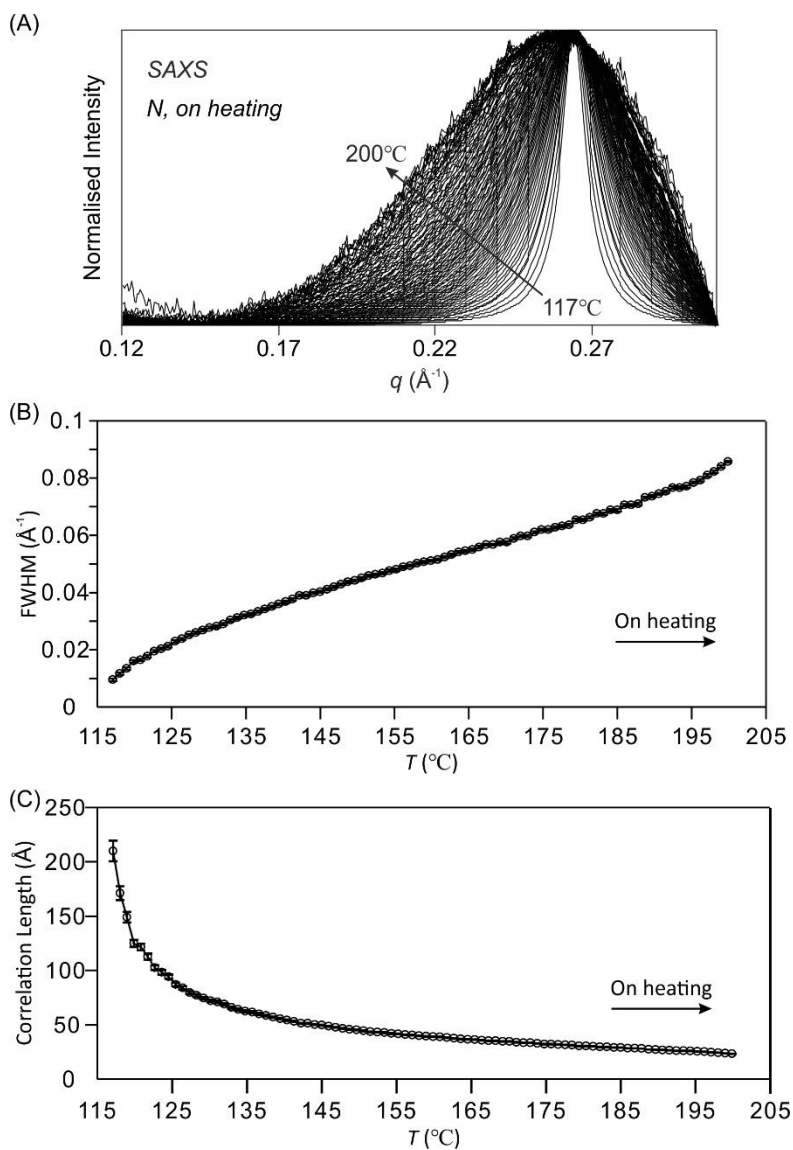 (A)
SAXS
N, on heating
200℃
117℃
Normalised Intensity
0.12 0.17 0.22 0.27
q (Å⁻¹)
(B)
0.1
0.08
0.06
0.04
0.02
0
FWHM (Å⁻¹)
On heating
115 125 135 145 155 165 175 185 195 205
T (℃)
(C)
250
200
150
100
50
0
Correlation Length (Å)
On heating
115 125 135 145 155 165 175 185 195 205
T (℃)